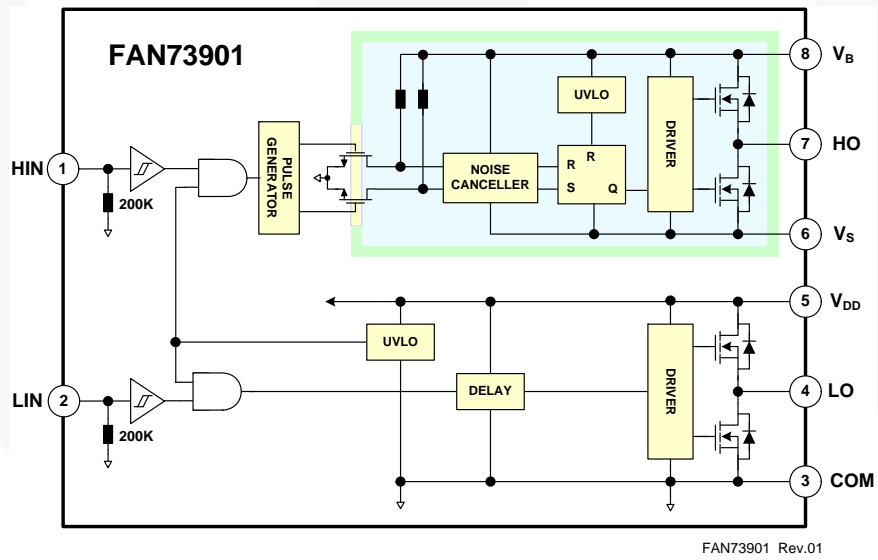 FAN73901
8 VB
UVLO
DRIVER
HIN 1
PULSE GENERATOR
7 HO
NOISE
CANCELLER
R
R
S
Q
200K
6 VS
5 VDD
UVLO
LIN 2
DELAY
DRIVER
4 LO
200K
3 COM
FAN73901 Rev.01